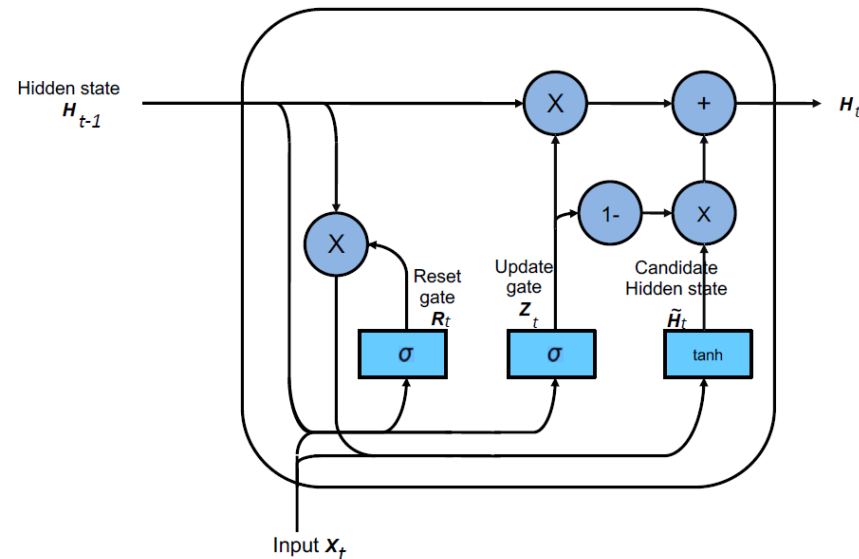 Hidden state
H t-1
X
+
H t
X
1-
X
Reset
gate
R t
Update
gate
Z t
Candidate
Hidden state
H̃ t
σ
σ
tanh
Input X t